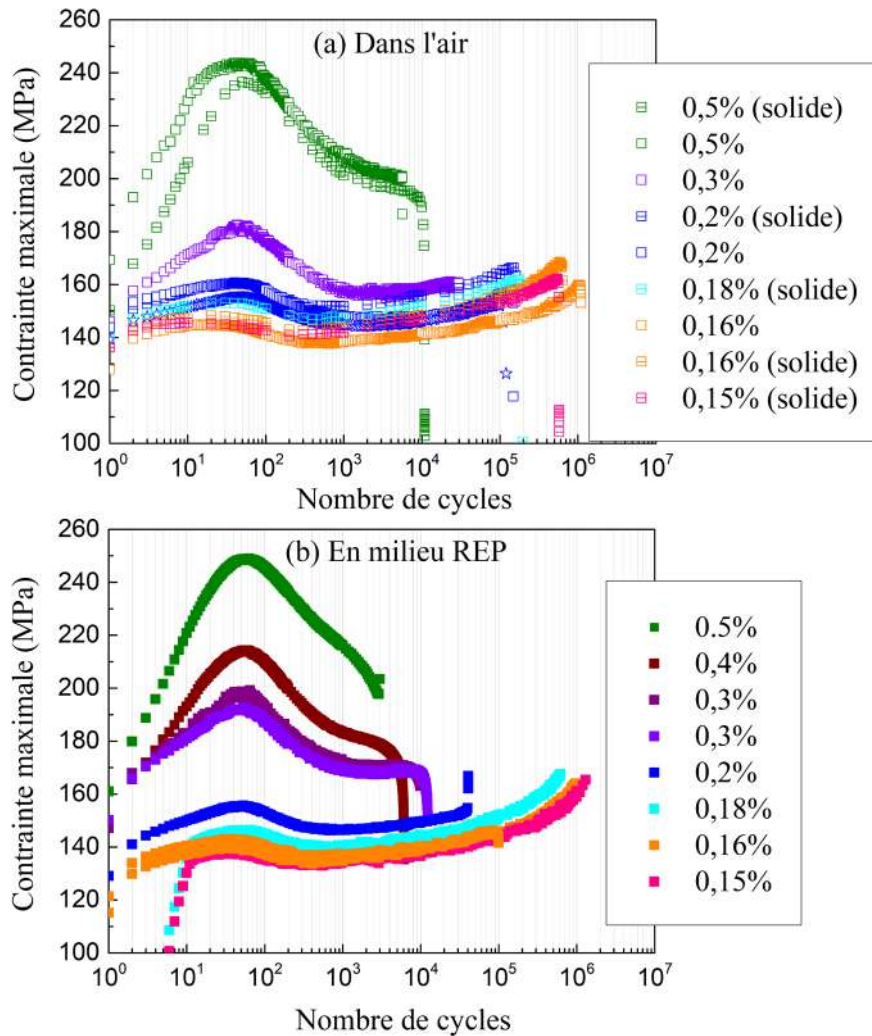 (a) Dans l'air
Contrainte maximale (MPa)
260
240
220
200
180
160
140
120
100
10^0 10^1 10^2 10^3 10^4 10^5 10^6 10^7
Nombre de cycles
0,5% (solide)
0,5%
0,3%
0,2% (solide)
0,2%
0,18% (solide)
0,16%
0,16% (solide)
0,15% (solide)
(b) En milieu REP
Contrainte maximale (MPa)
260
240
220
200
180
160
140
120
100
10^0 10^1 10^2 10^3 10^4 10^5 10^6 10^7
Nombre de cycles
0.5%
0,4%
0,3%
0,3%
0,2%
0,18%
0,16%
0,15%